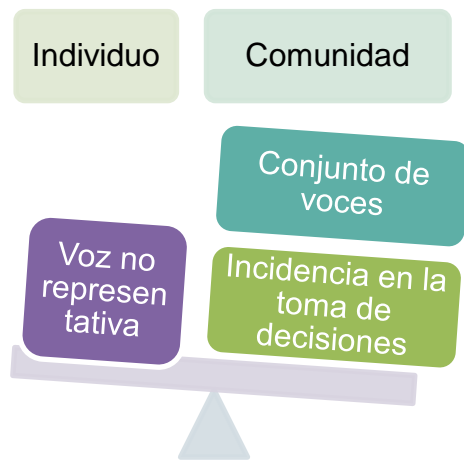 Individuo
Comunidad
Conjunto de
voces
Voz no
represen
tativa
Incidencia en la
toma de
decisiones